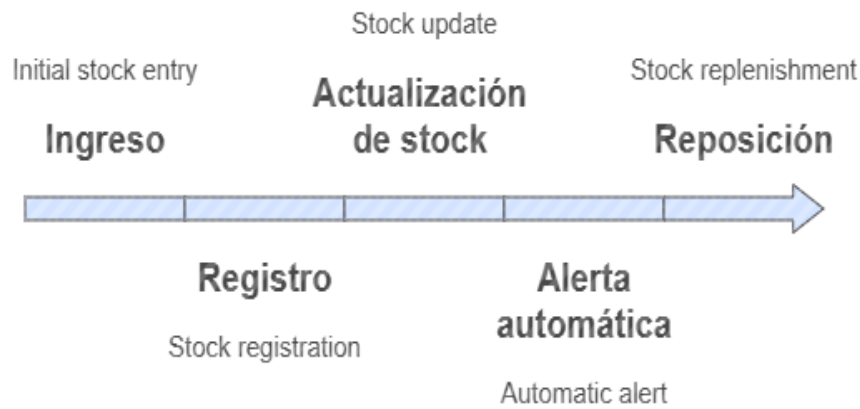 Initial stock entry
Ingreso
Registro
Stock registration
Stock update
Actualización
de stock
Alerta
automática
Automatic alert
Stock replenishment
Reposición